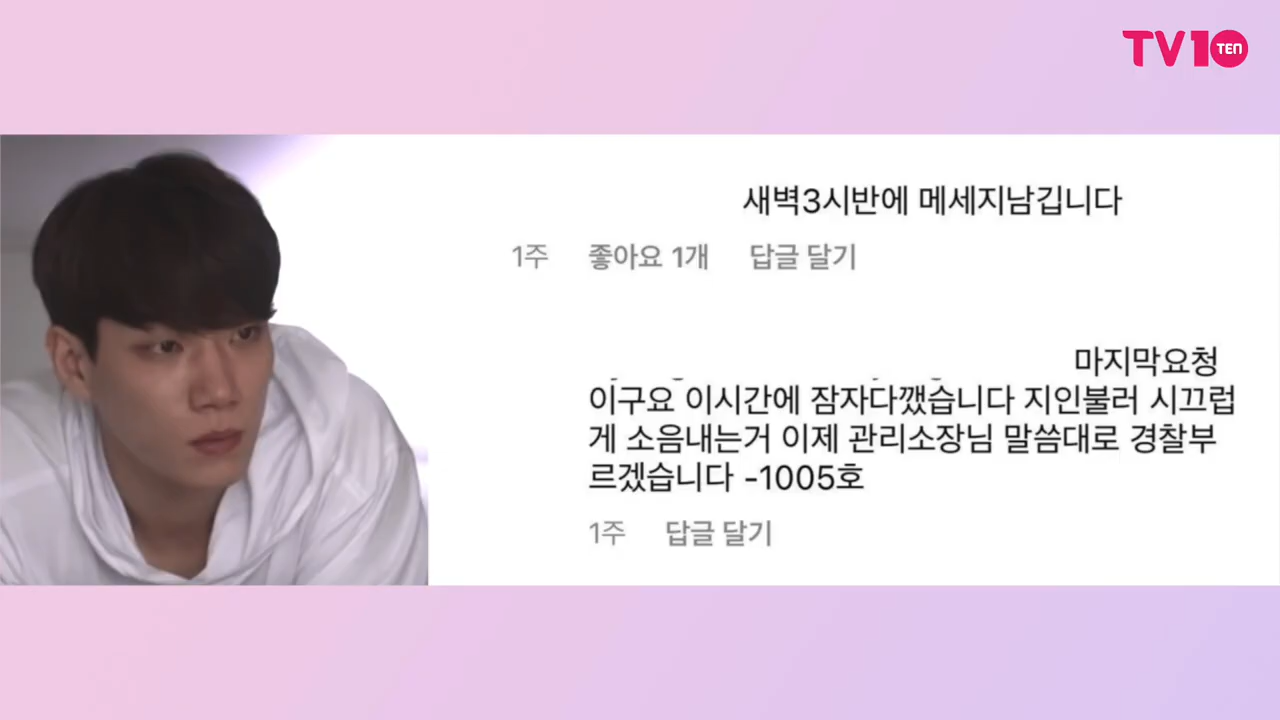 TV10
TEN
새벽3시반에 메세지남깁니다
1주 좋아요 1개 답글 달기
마지막요청
이구요 이시간에 잠자다깼습니다 지인불러 시끄럽
게 소음내는거 이제 관리소장님 말씀대로 경찰부
르겠습니다 -1005호
1주 답글 달기